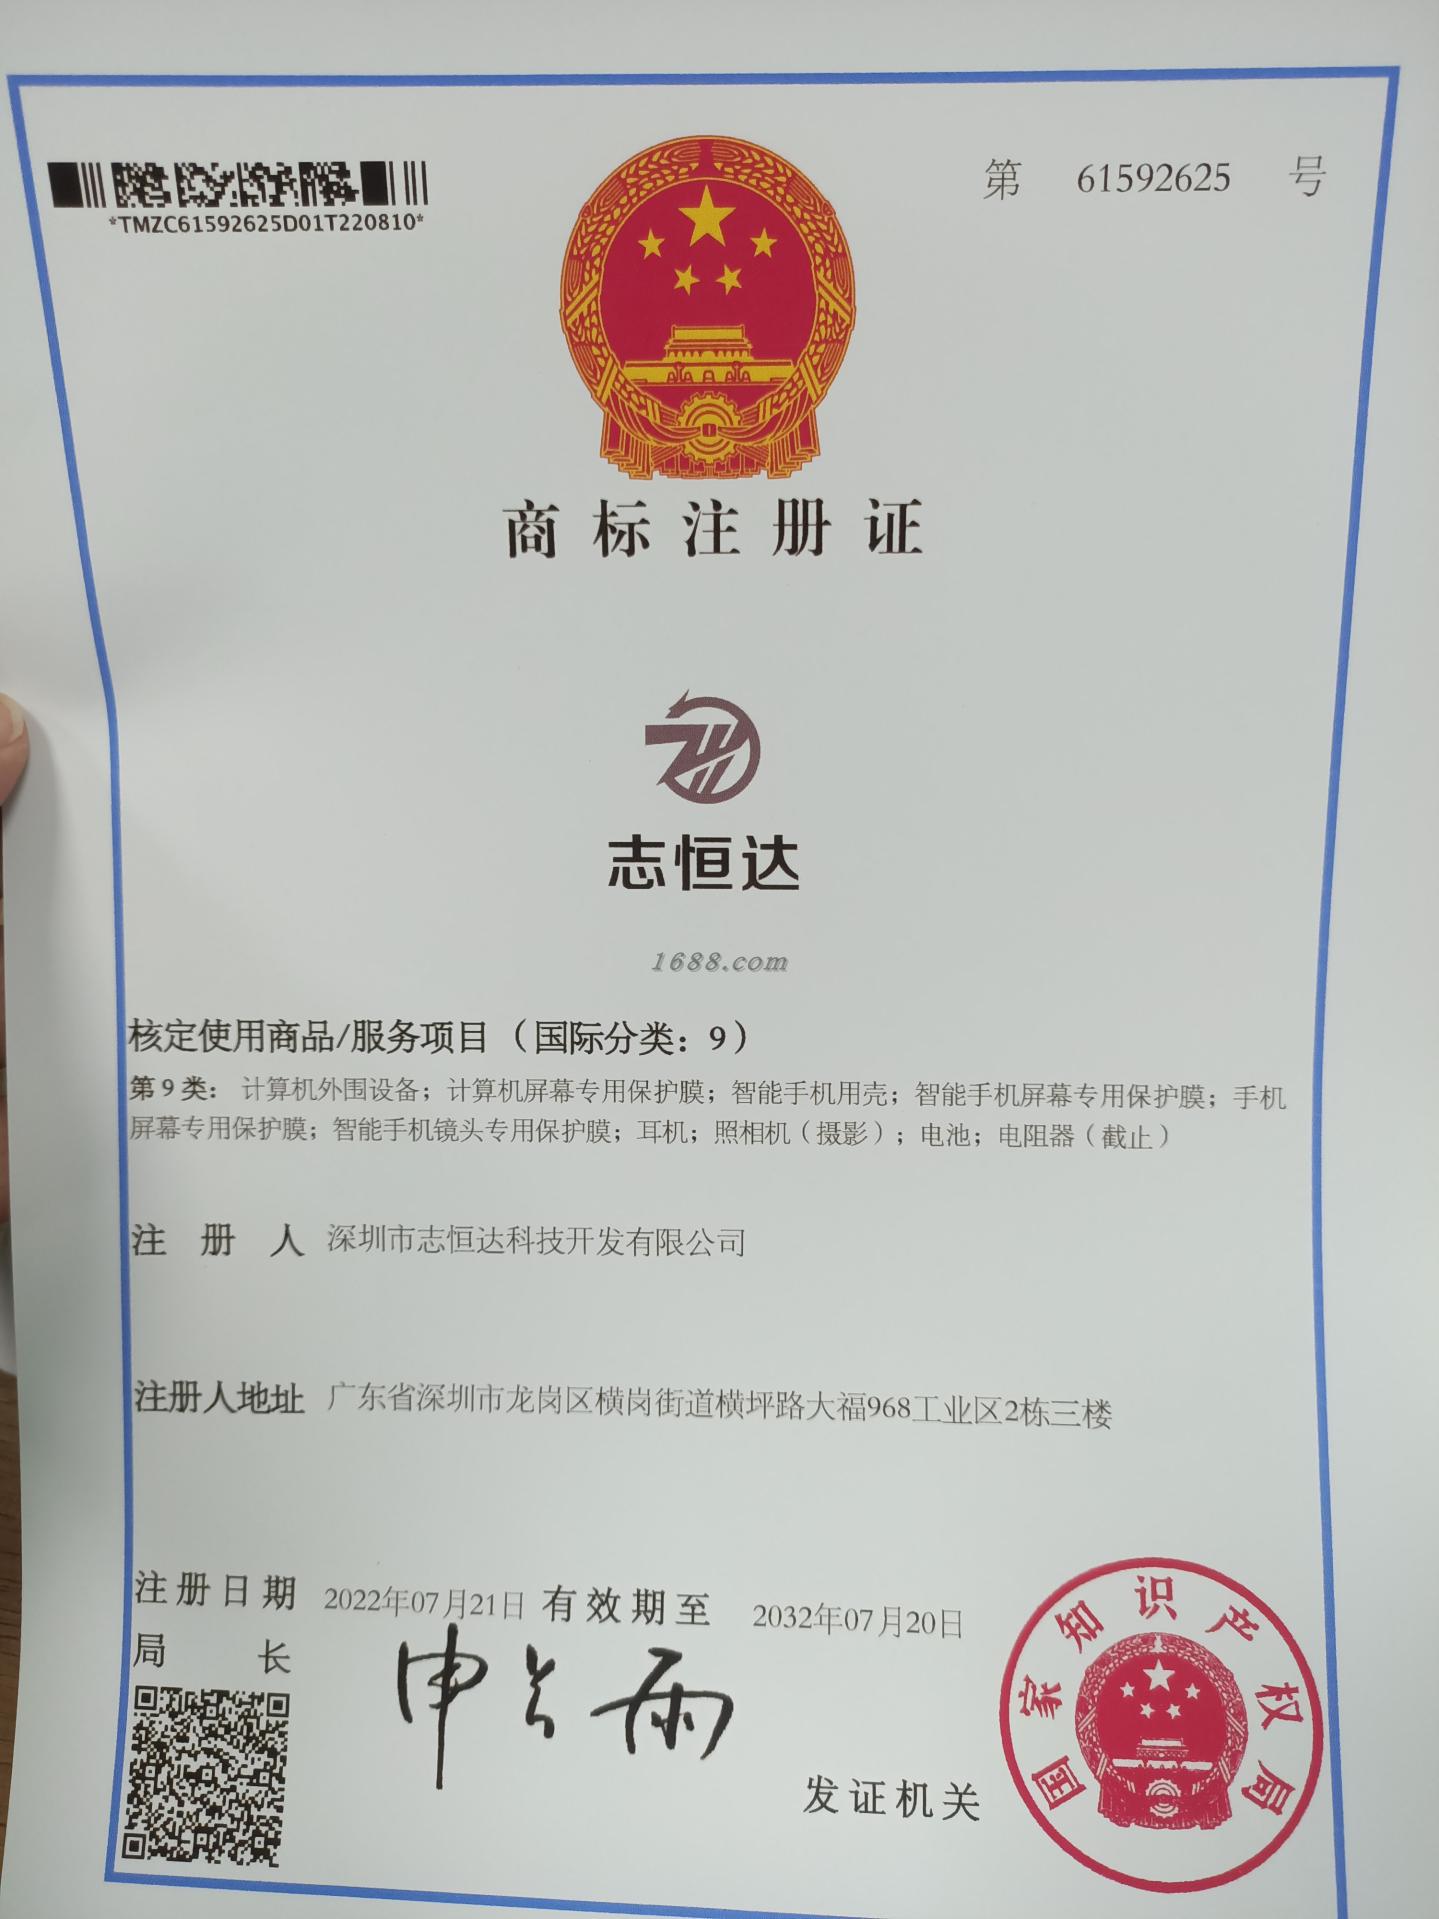 *TMZC61592625D01T220810*
第 61592625 号
商标注册证
志恒达
1688.com
核定使用商品/服务项目（国际分类：9）
第9类：计算机外围设备；计算机屏幕专用保护膜；智能手机用壳；智能手机屏幕专用保护膜；手机
屏幕专用保护膜；智能手机镜头专用保护膜；耳机；照相机（摄影）；电池；电阻器（截止）
注册人 深圳市志恒达科技开发有限公司
注册人地址 广东省深圳市龙岗区横岗街道横坪路大福968工业区2栋三楼
注册日期 2022年07月21日 有效期至 2032年07月20日
局长 申长雨
发证机关
国家知识产权局